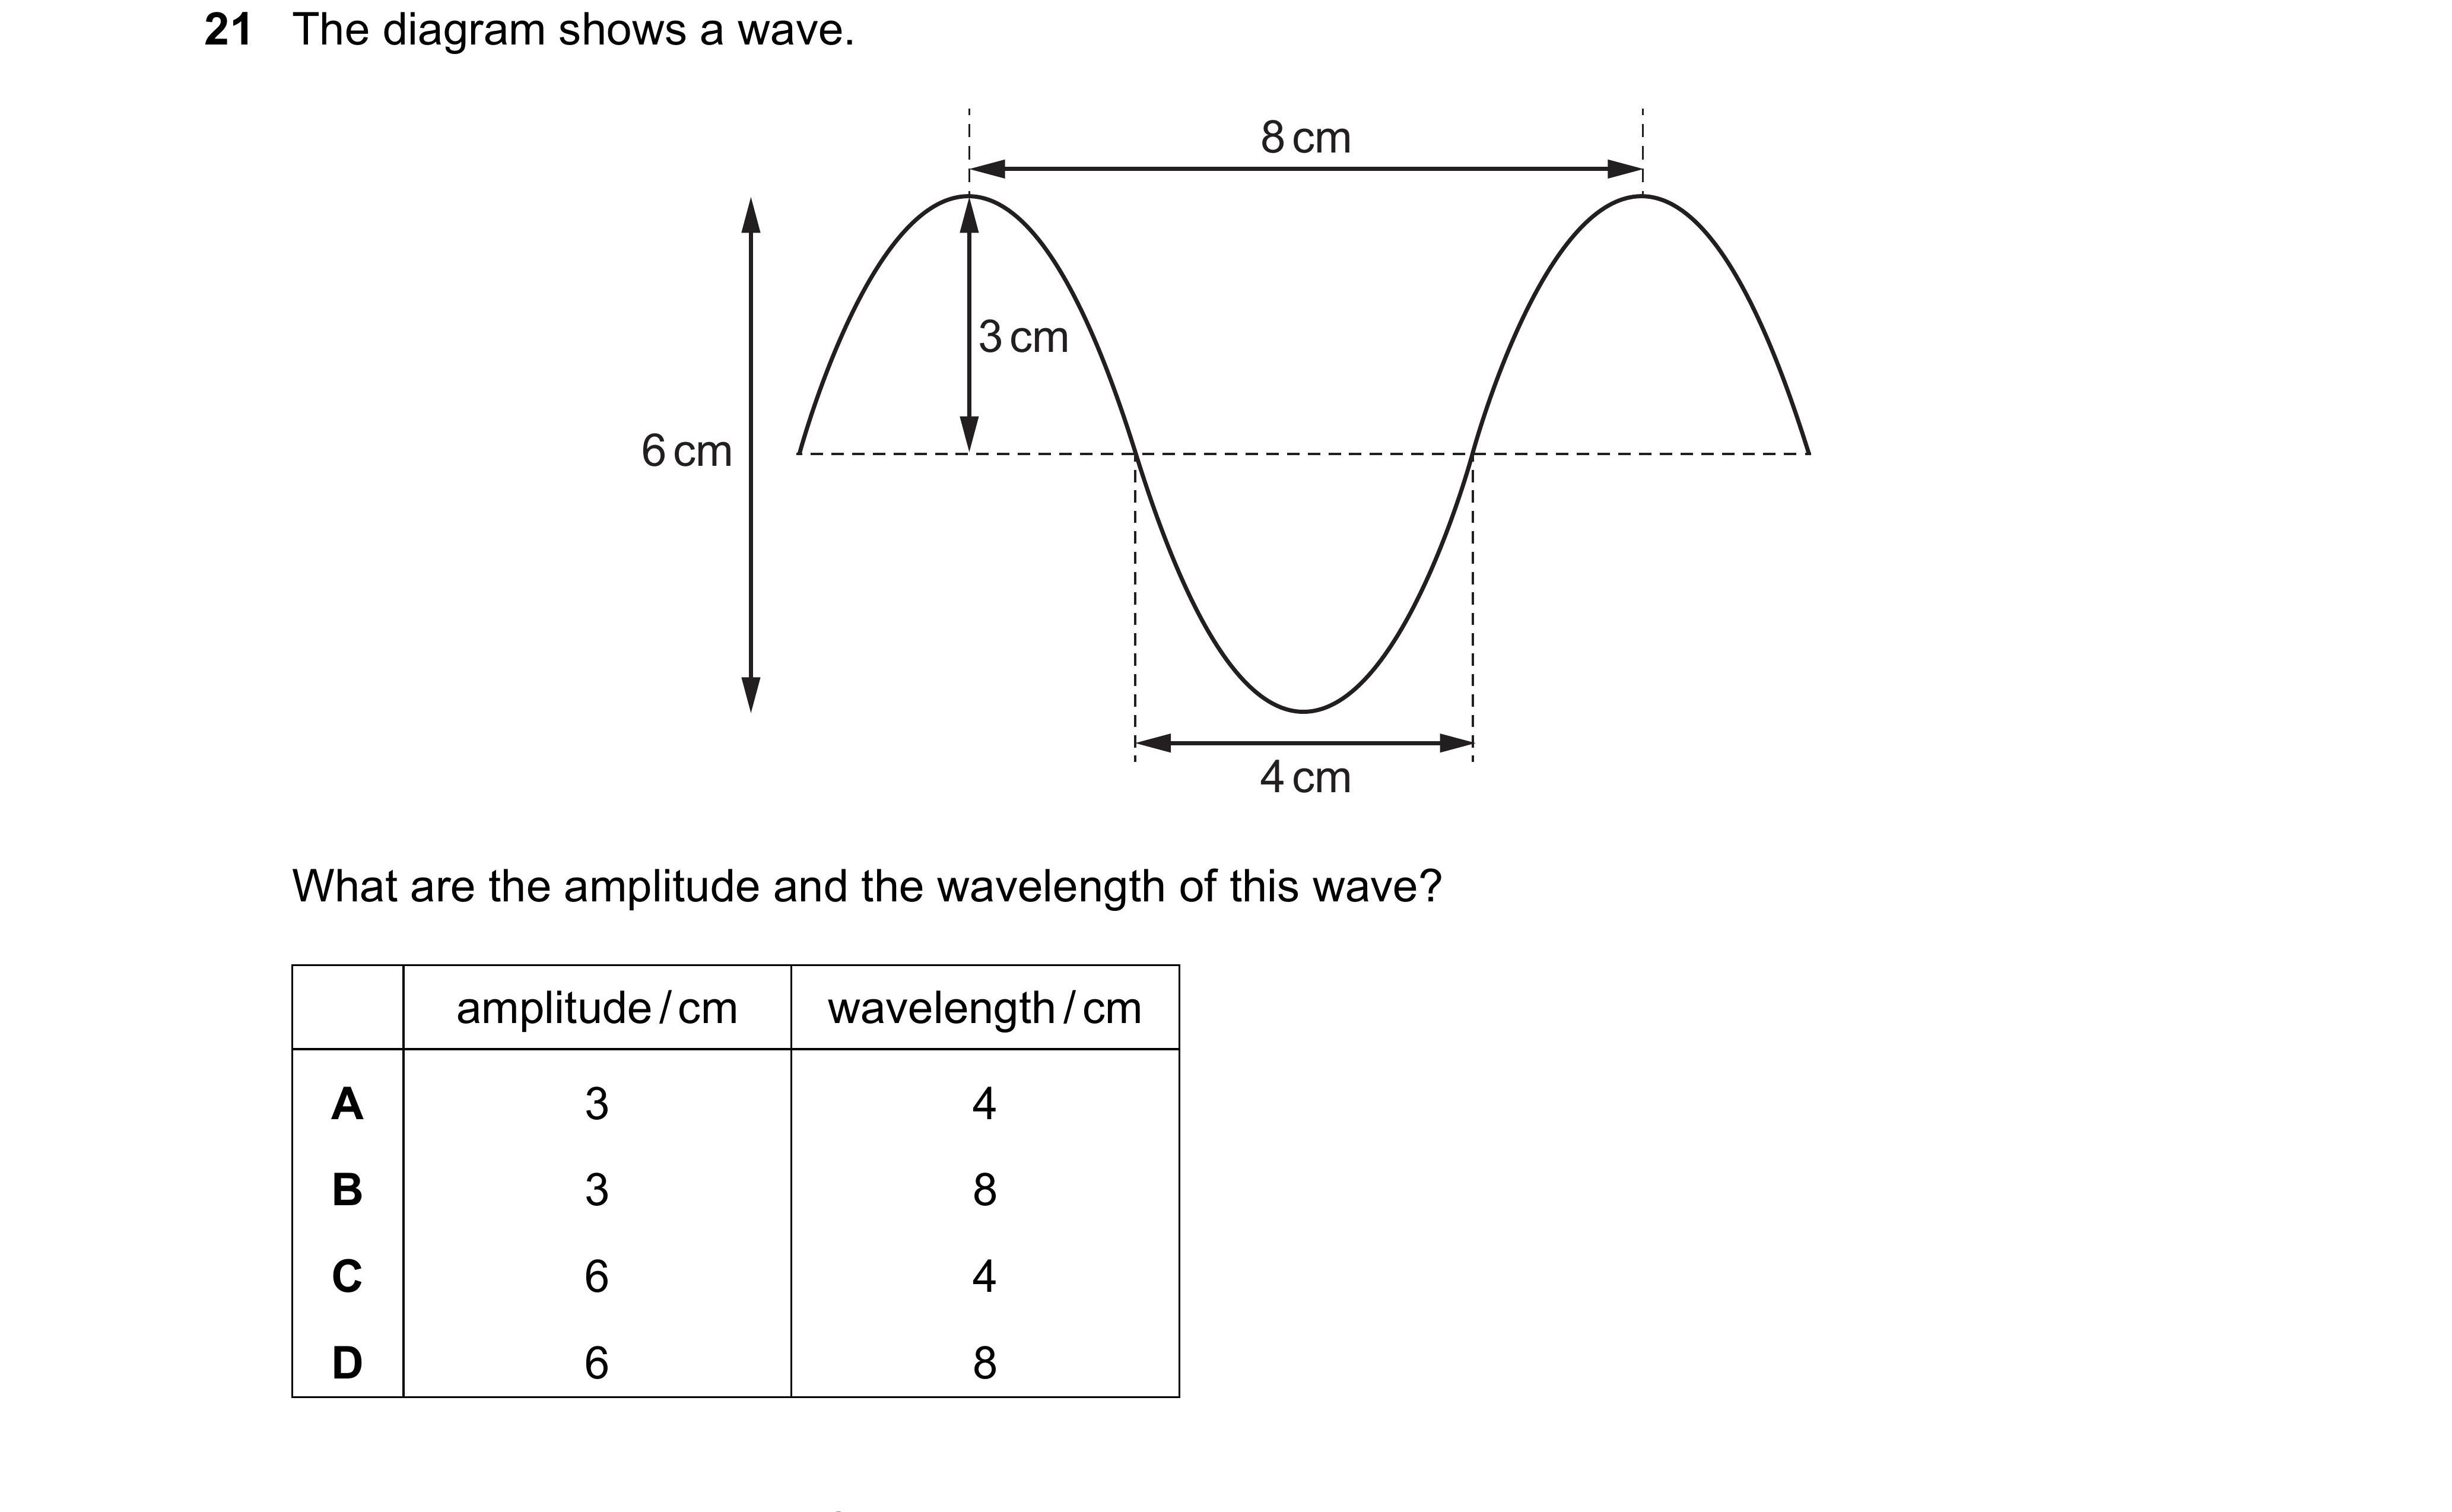 21 The diagram shows a wave.
8 cm
3 cm
6 cm
4 cm
What are the amplitude and the wavelength of this wave?
amplitude / cm wavelength / cm
A 3 4
B 3 8
C 6 4
D 6 8